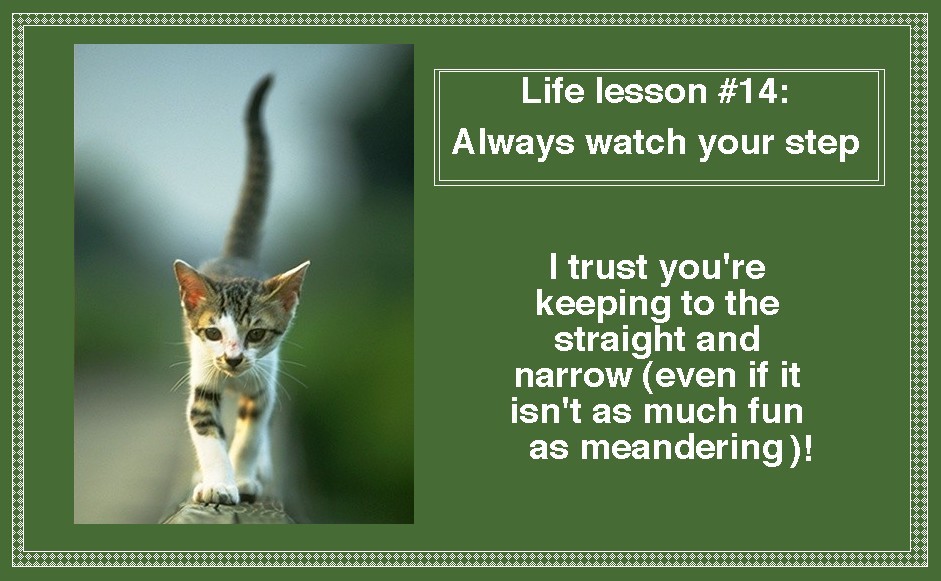 Life lesson #14:
Always watch your step
I trust you're
keeping to the
straight and
narrow (even if it
isn't as much fun
as meandering)!